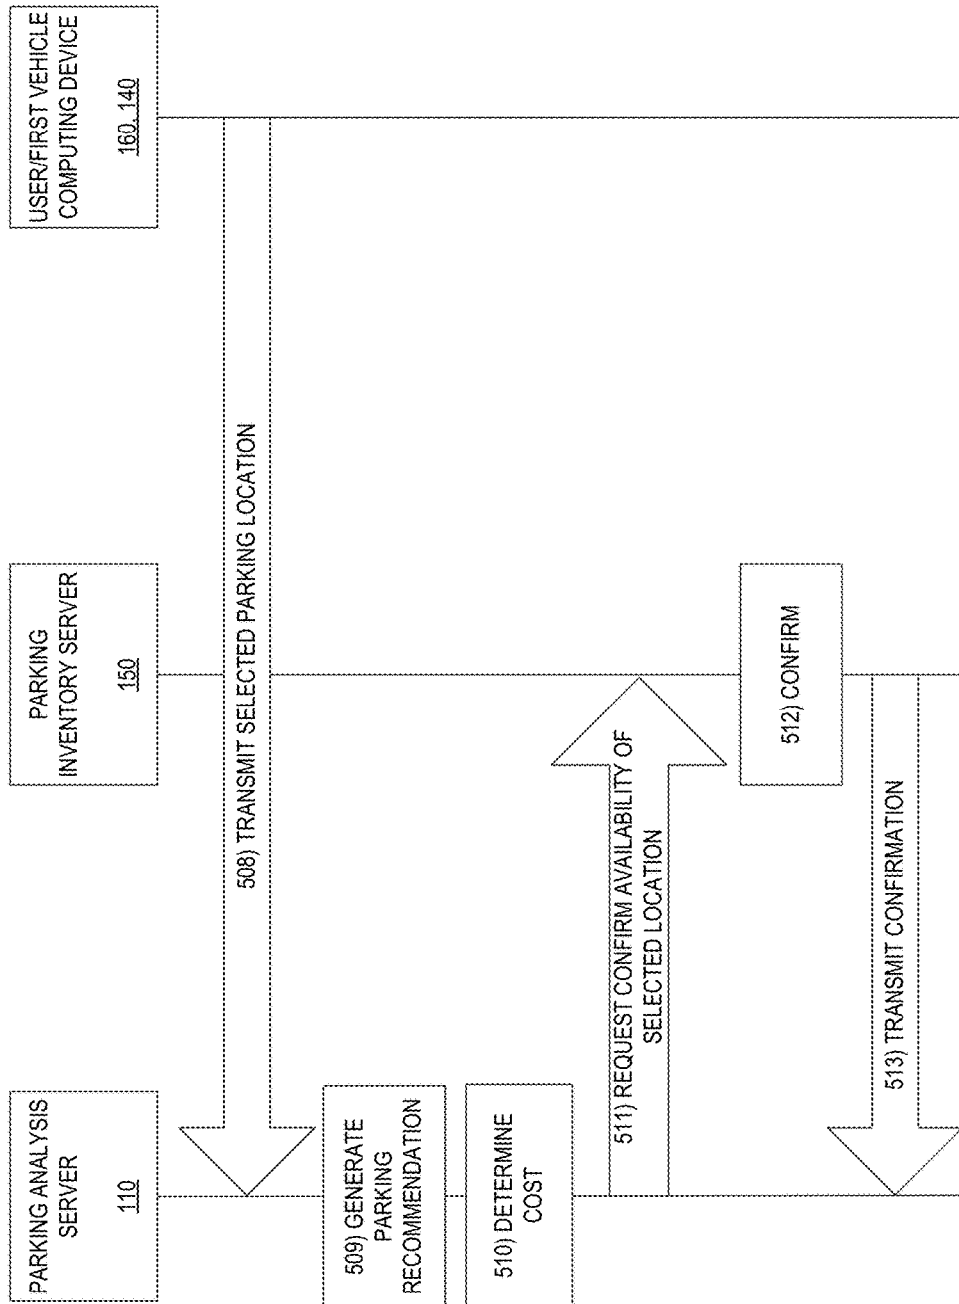 PARKING ANALYSIS
SERVER
110
PARKING
INVENTORY SERVER
150
USER/FIRST VEHICLE
COMPUTING DEVICE
160, 140
508) TRANSMIT SELECTED PARKING LOCATION
509) GENERATE
PARKING
RECOMMENDATION
510) DETERMINE
COST
511) REQUEST CONFIRM AVAILABILITY OF
SELECTED LOCATION
512) CONFIRM
513) TRANSMIT CONFIRMATION